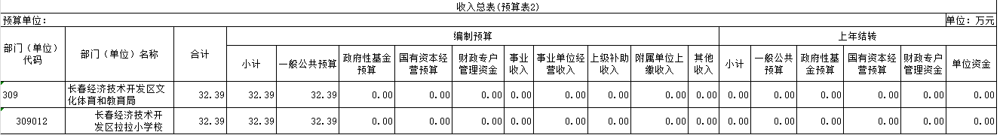 收入总表(预算表2)
预算单位： 单位：万元
部门（单位）代码 部门（单位）名称 合计 编制预算 上年结转
小计 一般公共预算 政府性基金预算 国有资本经营预算 财政专户管理资金 事业收入 事业单位经营收入 上级补助收入 附属单位上缴收入 其他收入 小计 一般公共预算 政府性基金预算 国有资本经营预算 财政专户管理资金 单位资金
309 长春经济技术开发区文化体育和教育局 32.39 32.39 32.39 0.00 0.00 0.00 0.00 0.00 0.00 0.00 0.00 0.00 0.00 0.00 0.00 0.00 0.00
309012 长春经济技术开发区拉拉小学校 32.39 32.39 32.39 0.00 0.00 0.00 0.00 0.00 0.00 0.00 0.00 0.00 0.00 0.00 0.00 0.00 0.00